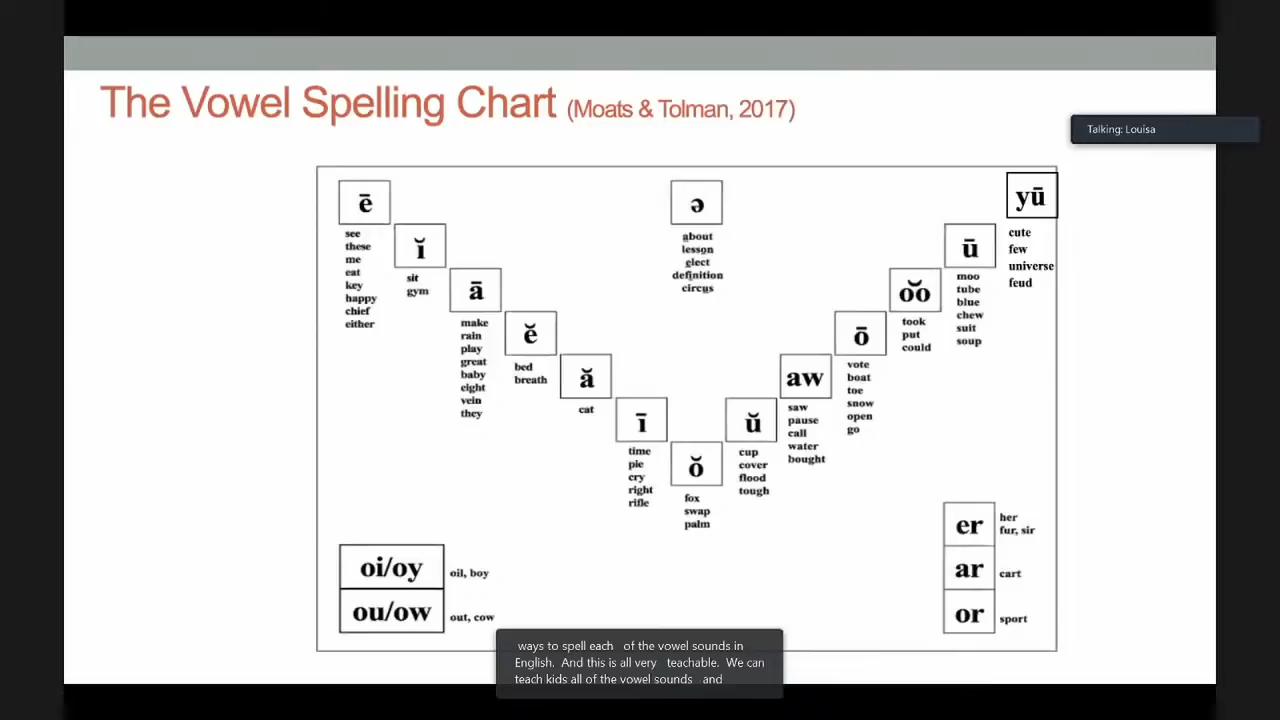 The Vowel Spelling Chart (Moats & Tolman, 2017)
Talking: Louisa
ē
see
these
me
eat
key
happy
chief
either
ĭ
sit
gym
ā
make
rain
play
great
baby
eight
vein
they
ĕ
bed
breath
ă
cat
ī
time
pie
cry
right
rifle
ŏ
fox
swap
palm
ə
about
lesson
elect
definition
circus
ŭ
cup
cover
flood
tough
aw
saw
pause
call
water
bought
ō
vote
boat
toe
snow
open
go
o͝o
took
put
could
ū
moo
tube
blue
chew
suit
soup
yū
cute
few
universe
feud
oi/oy oil, boy
ou/ow out, cow
er her
fur, sir
ar cart
or sport
ways to spell each of the vowel sounds in
English. And this is all very teachable. We can
teach kids all of the vowel sounds and